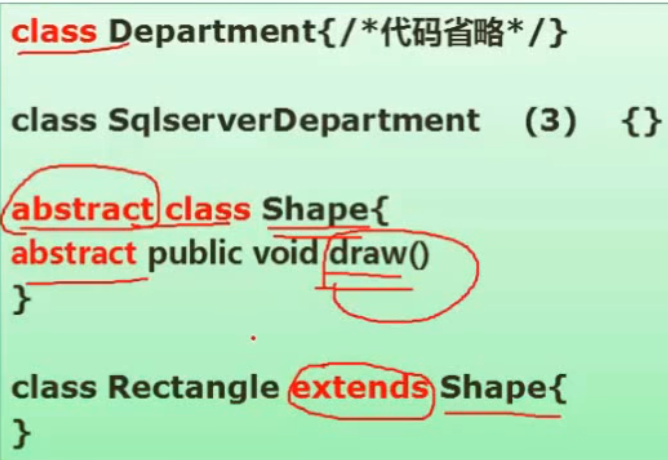 class Department{/*代码省略*/}
class SqlserverDepartment (3) {}
abstract class Shape{
abstract public void draw()
}
class Rectangle extends Shape{
}